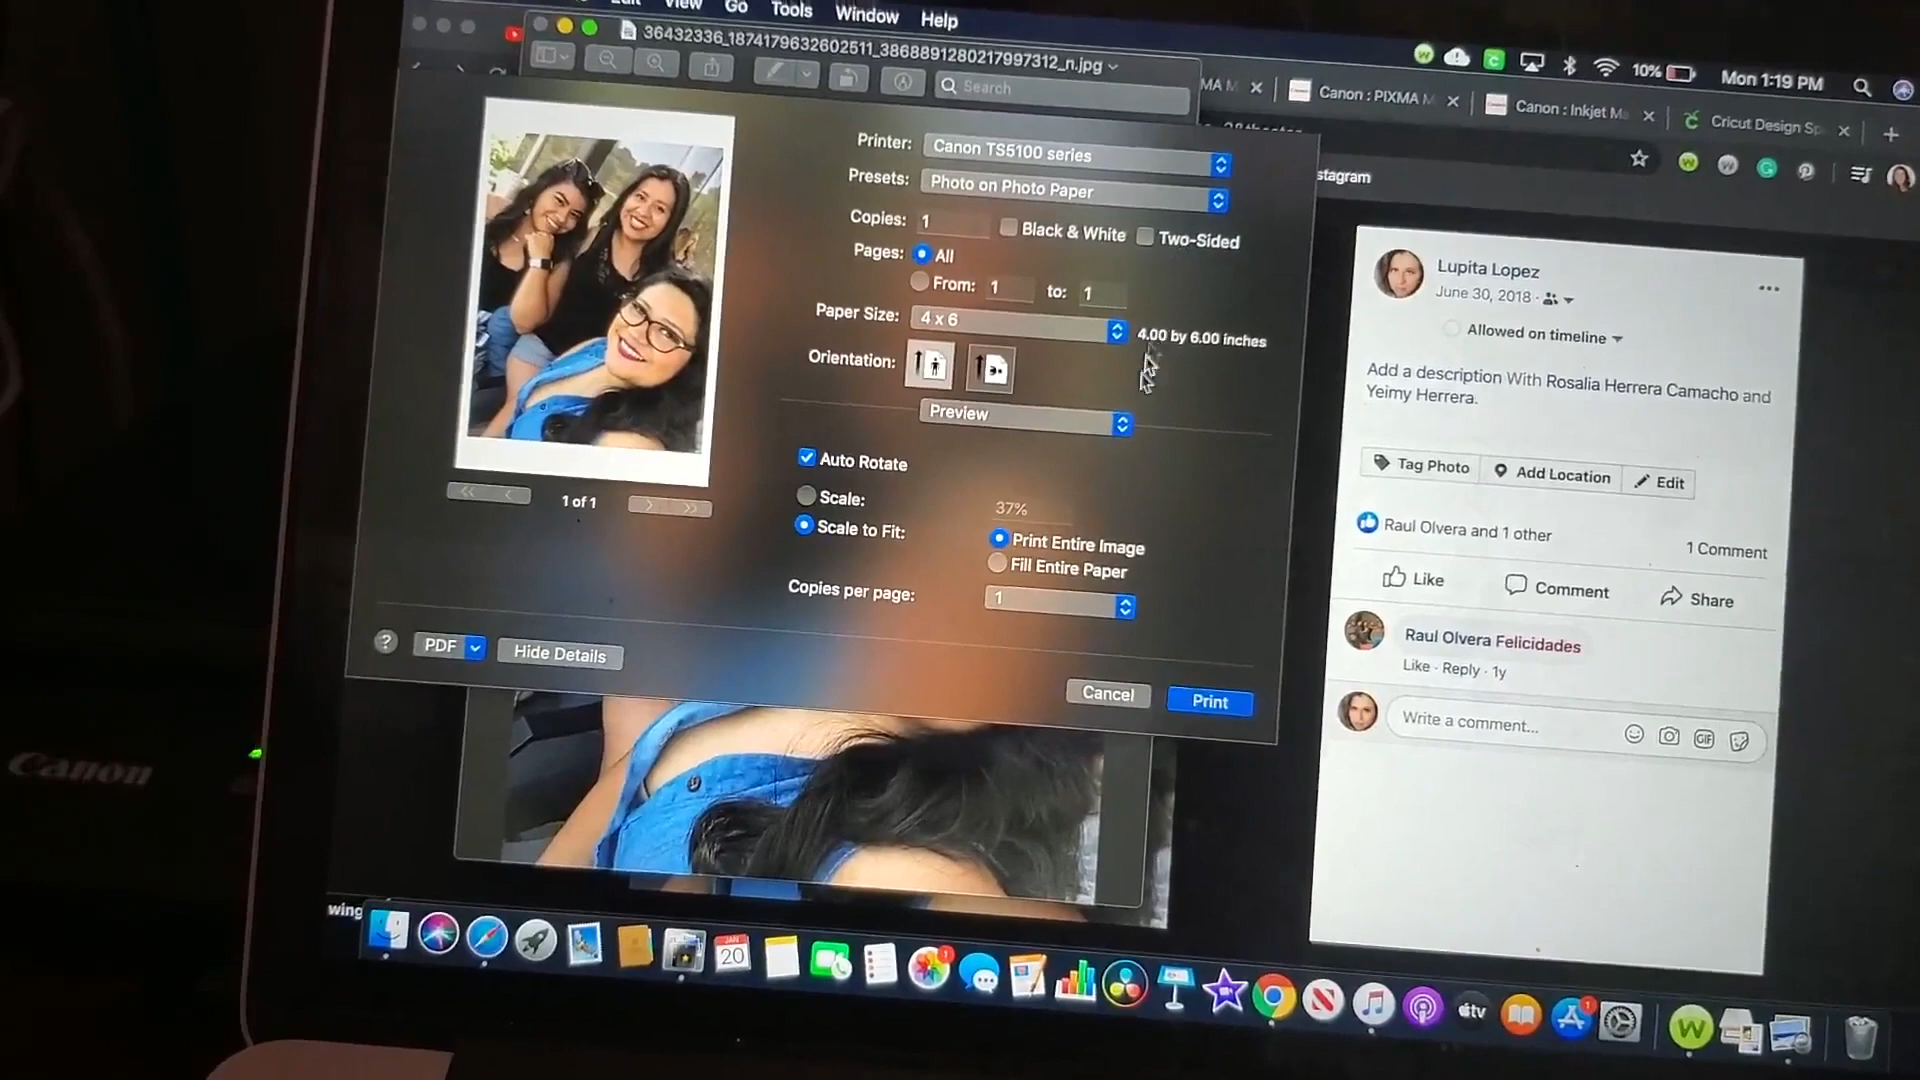 View Go Tools Window Help
10% Mon 1:19 PM
36432336_1874179632602511_3868891280217997312_n.jpg
Search
Canon : PIXMA M
Canon : Inkjet Ma
Cricut Design Sp
stagram
Printer: Canon TS5100 series
Presets: Photo on Photo Paper
Copies: 1 Black & White Two-Sided
Pages: All
From: 1 to: 1
Paper Size: 4 x 6 4.00 by 6.00 inches
Orientation:
Preview
Auto Rotate
Scale: 37%
Scale to Fit: Print Entire Image
Fill Entire Paper
Copies per page: 1
1 of 1
? PDF Hide Details
Cancel Print
Lupita Lopez
June 30, 2018 ·
Allowed on timeline
Add a description With Rosalia Herrera Camacho and
Yeimy Herrera.
Tag Photo Add Location Edit
Raul Olvera and 1 other
1 Comment
Like Comment Share
Raul Olvera Felicidades
Like · Reply · 1y
Write a comment...
GIF
Canon
wing
JAN
20
1
tv
1
W